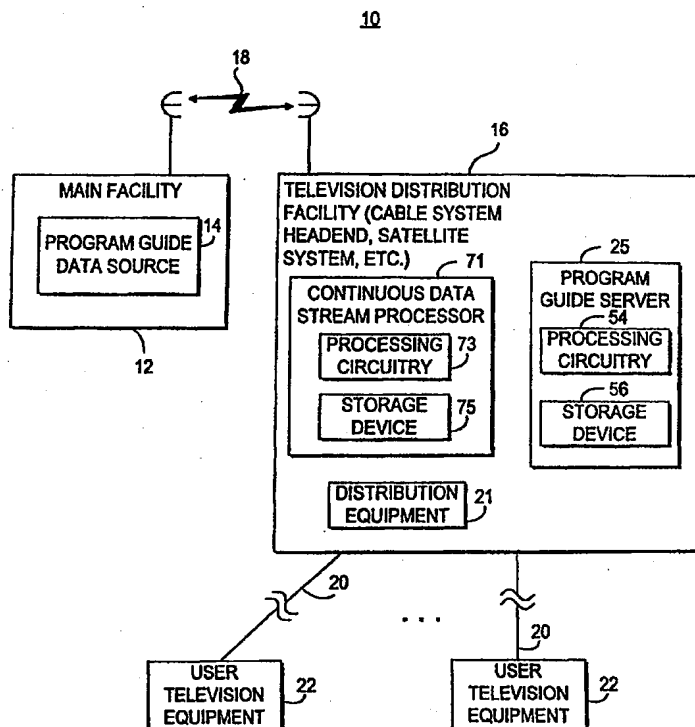 10
18
16
MAIN FACILITY
PROGRAM GUIDE
DATA SOURCE
14
12
TELEVISION DISTRIBUTION
FACILITY (CABLE SYSTEM
HEADEND, SATELLITE
SYSTEM, ETC.)
71
CONTINUOUS DATA
STREAM PROCESSOR
PROCESSING
CIRCUITRY
73
STORAGE
DEVICE
75
25
PROGRAM
GUIDE SERVER
54
PROCESSING
CIRCUITRY
56
STORAGE
DEVICE
DISTRIBUTION
EQUIPMENT
21
20
. . .
20
USER
TELEVISION
EQUIPMENT
22
USER
TELEVISION
EQUIPMENT
22